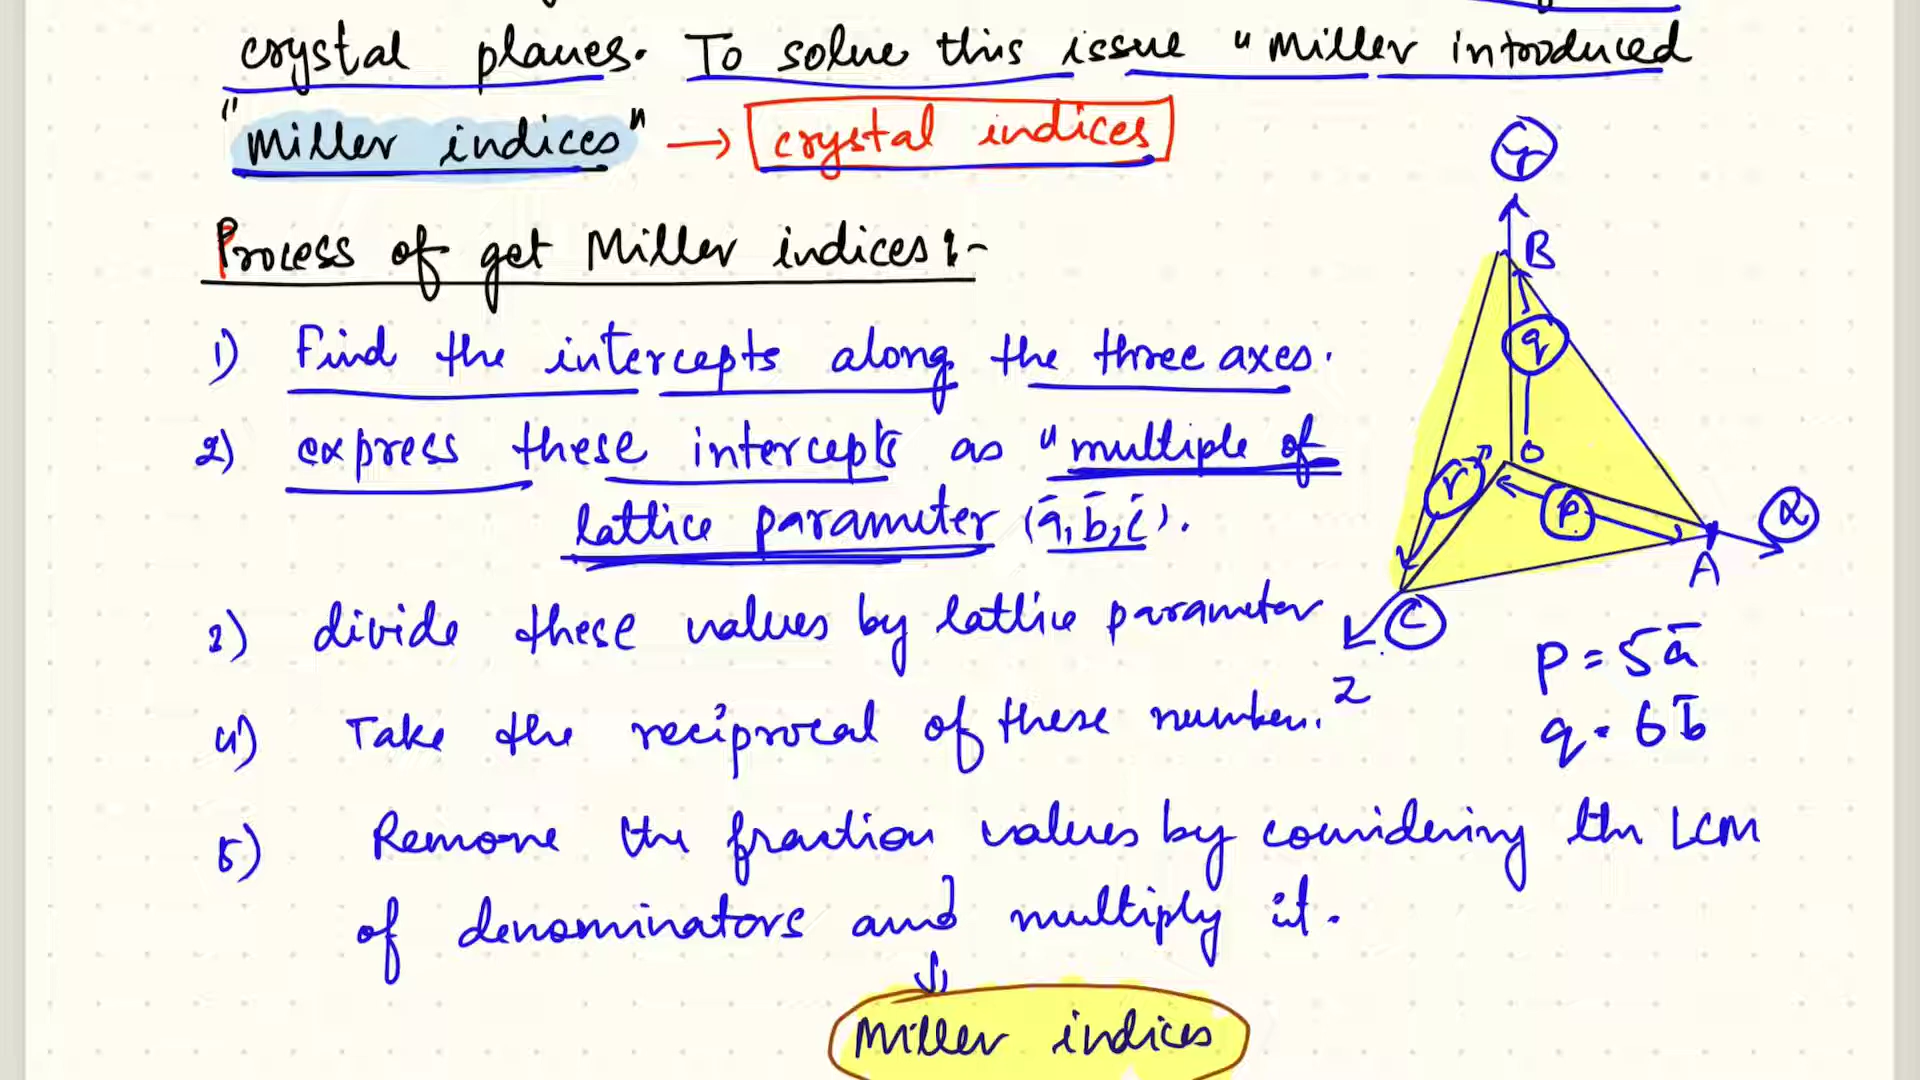 crystal planes. To solve this issue "Miller introduced
"Miller indices" → crystal indices
Process of get Miller indices :-
1) Find the intercepts along the three axes.
2) express these intercepts as "multiple of
lattice parameter (ā, b̄, c̄).
3) divide these values by lattice parameter
4) Take the reciprocal of these number.
5) Remove the fraction values by considering the LCM
of denominators and multiply it.
↓
Miller indices
Y
B
q
O
r
p
x
A
C
z
p = 5ā
q = 6b̄